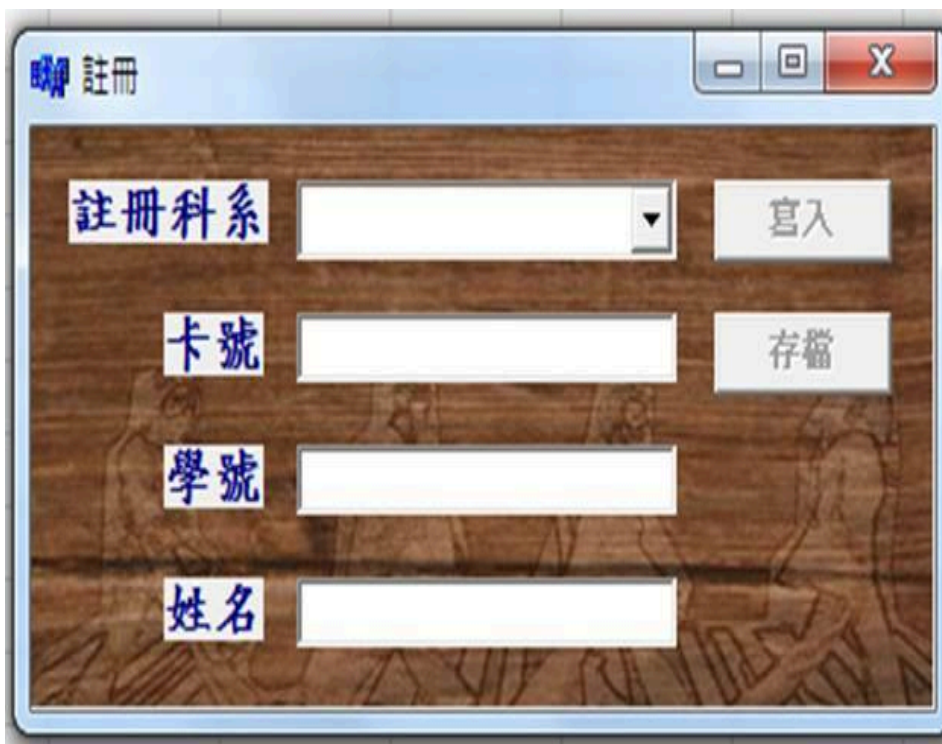 註冊
註冊科系 寫入
卡號 存檔
學號
姓名